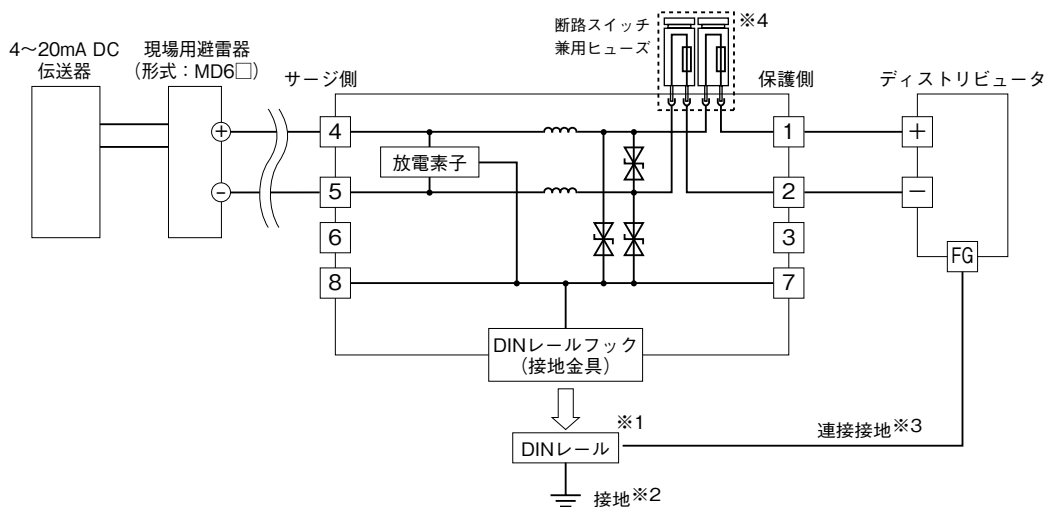 断路スイッチ
兼用ヒューズ
※4
4～20mA DC
伝送器
現場用避雷器
（形式：MD6□）
サージ側
保護側
ディストリビュータ
4
1
+
放電素子
5
2
−
6
3
8
7
FG
DINレールフック
（接地金具）
※1
DINレール
連接接地※3
接地※2